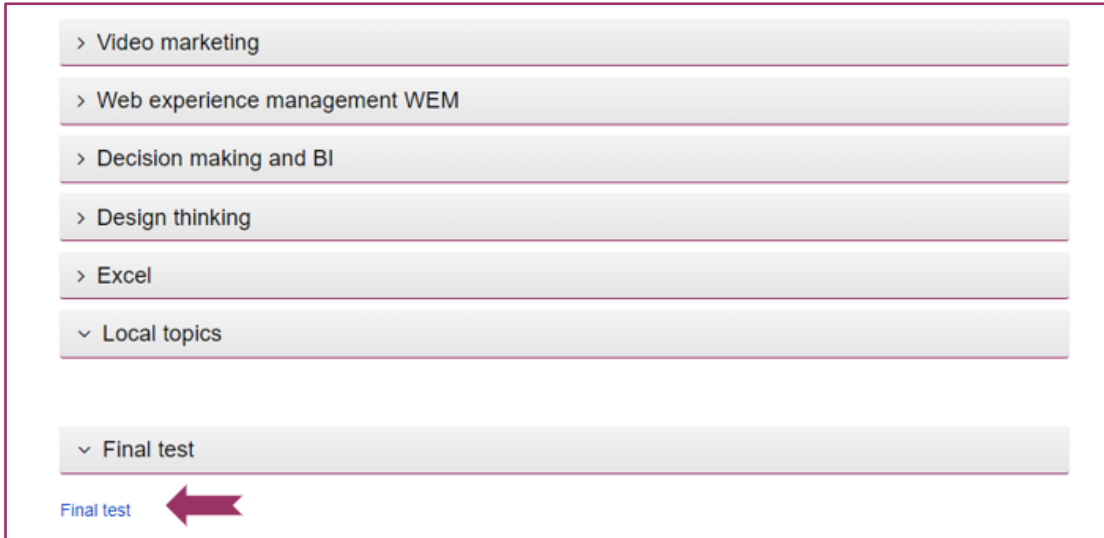 Video marketing
Web experience management WEM
Decision making and BI
Design thinking
Excel
Local topics
Final test
Final test